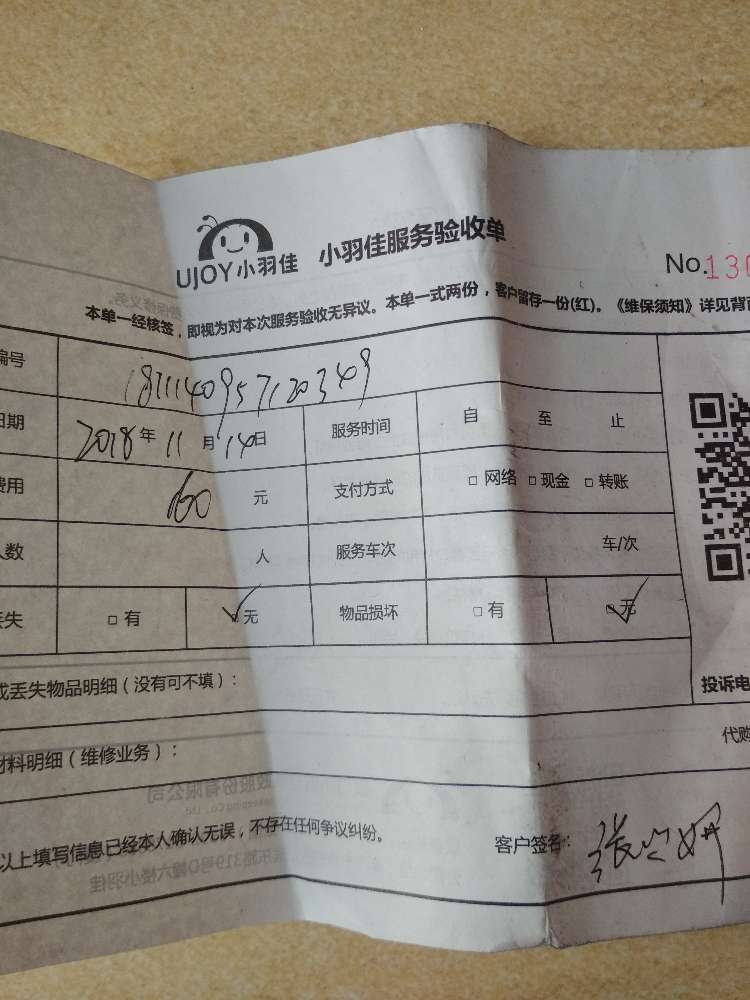 UJOY小羽佳 小羽佳服务验收单
No.130
本单一经核签，即视为对本次服务验收无异议。本单一式两份，客户留存一份(红)。《维保须知》详见背
编号 181114095712034 9
日期 2018年11月14日 服务时间 自 至 止
费用 160元 支付方式 □网络 □现金 □转账
人数 人 服务车次 车/次
丢失 □有 ✓无 物品损坏 □有 ✓无
或丢失物品明细（没有可不填）：
投诉电
材料明细（维修业务）：
代购
以上填写信息已经本人确认无误，不存在任何争议纠纷。
客户签名：张